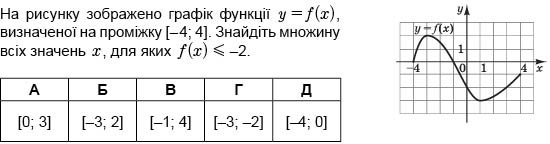 На рисунку зображено графік функції y = f(x),
визначеної на проміжку [–4; 4]. Знайдіть множину
всіх значень x, для яких f(x) ⩽ –2.
А Б В Г Д
[0; 3] [–3; 2] [–1; 4] [–3; –2] [–4; 0]
y
y = f(x)
1
–4 0 1 4 x